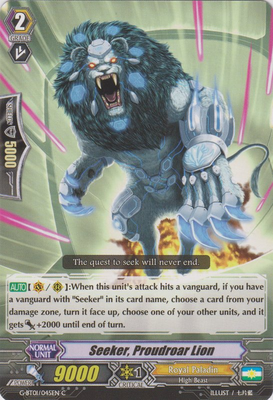 2
GRADE
5000
The quest to seek will never end.
AUTO [ / ]:When this unit's attack hits a vanguard, if you have
a vanguard with "Seeker" in its card name, choose a card from your
damage zone, turn it face up, choose one of your other units, and it
gets +2000 until end of turn.
NORMAL
UNIT
Seeker, Proudroar Lion
POWER
9000
1
CRITICAL
Royal Paladin
High Beast
G-BT01/045EN C
ILLUST / 七片藍